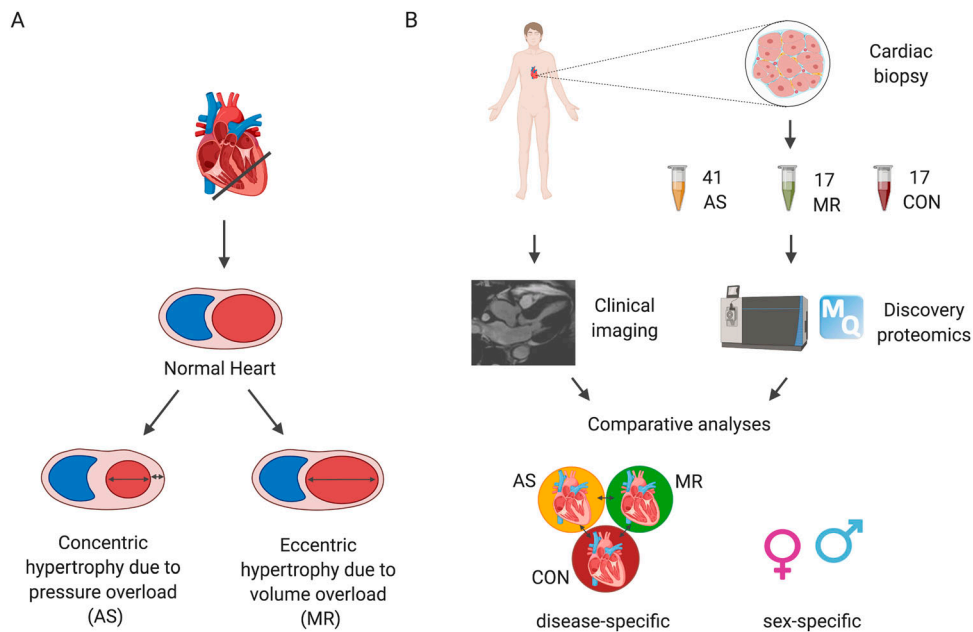 A
Normal Heart
Concentric
hypertrophy due to
pressure overload
(AS)
Eccentric
hypertrophy due to
volume overload
(MR)
B
Cardiac
biopsy
41
AS
17
MR
17
CON
Clinical
imaging
M
Q
Discovery
proteomics
Comparative analyses
AS
MR
CON
disease-specific
sex-specific